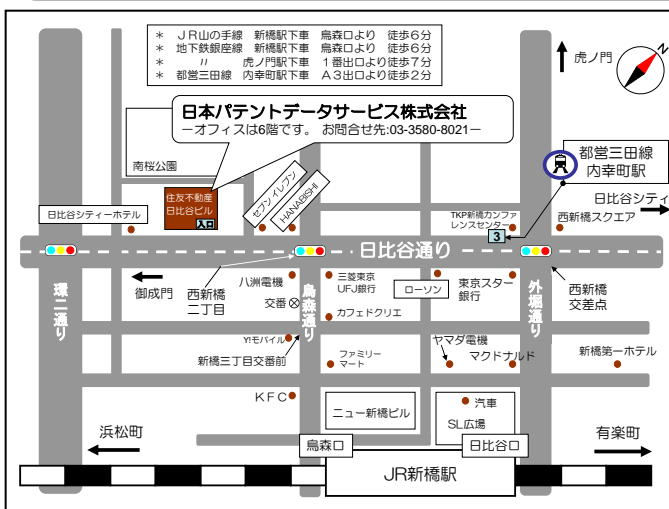 ＊ ＪＲ山の手線 新橋駅下車 烏森口より 徒歩６分
＊ 地下鉄銀座線 新橋駅下車 烏森口より 徒歩６分
＊ 〃 虎ノ門駅下車 １番出口より徒歩７分
＊ 都営三田線 内幸町駅下車 Ａ３出口より徒歩２分
N
虎ノ門
日本パテントデータサービス株式会社
－オフィスは6階です。 お問合せ先:03-3580-8021－
都営三田線
内幸町駅
南桜公園
住友不動産
日比谷ビル
入口
セブンイレブン
HANABISHI
日比谷シティ
日比谷シティーホテル
TKP新橋カンファ
レンスセンター
西新橋スクエア
3
日比谷通り
御成門
西新橋
二丁目
八洲電機
交番
三菱東京
UFJ銀行
ローソン
東京スター
銀行
西新橋
交差点
環二通り
烏森通り
外堀通り
カフェドクリエ
Y!モバイル
新橋三丁目交番前
ファミリー
マート
ヤマダ電機
マクドナルド
新橋第一ホテル
ＫＦＣ
ニュー新橋ビル
汽車
SL広場
浜松町
烏森口
日比谷口
有楽町
JR新橋駅